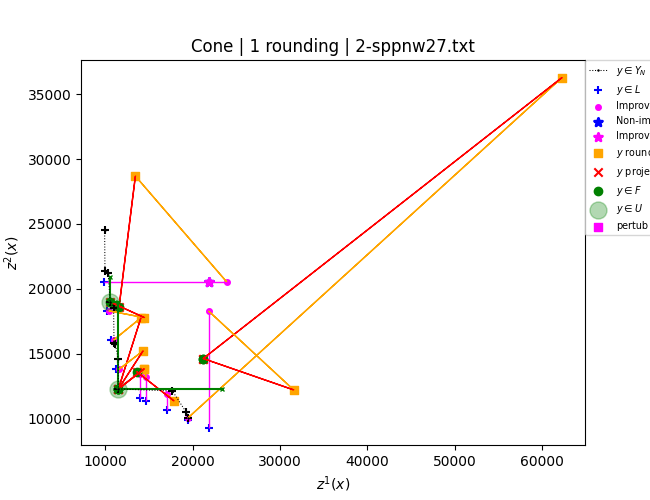 Cone | 1 rounding | 2-sppnw27.txt
z²(x)
35000
30000
25000
20000
15000
10000
10000 20000 30000 40000 50000 60000
z¹(x)
y ∈ Y_N
y ∈ L
Improv
Non-im
Improv
y roun
y proje
y ∈ F
y ∈ U
pertub